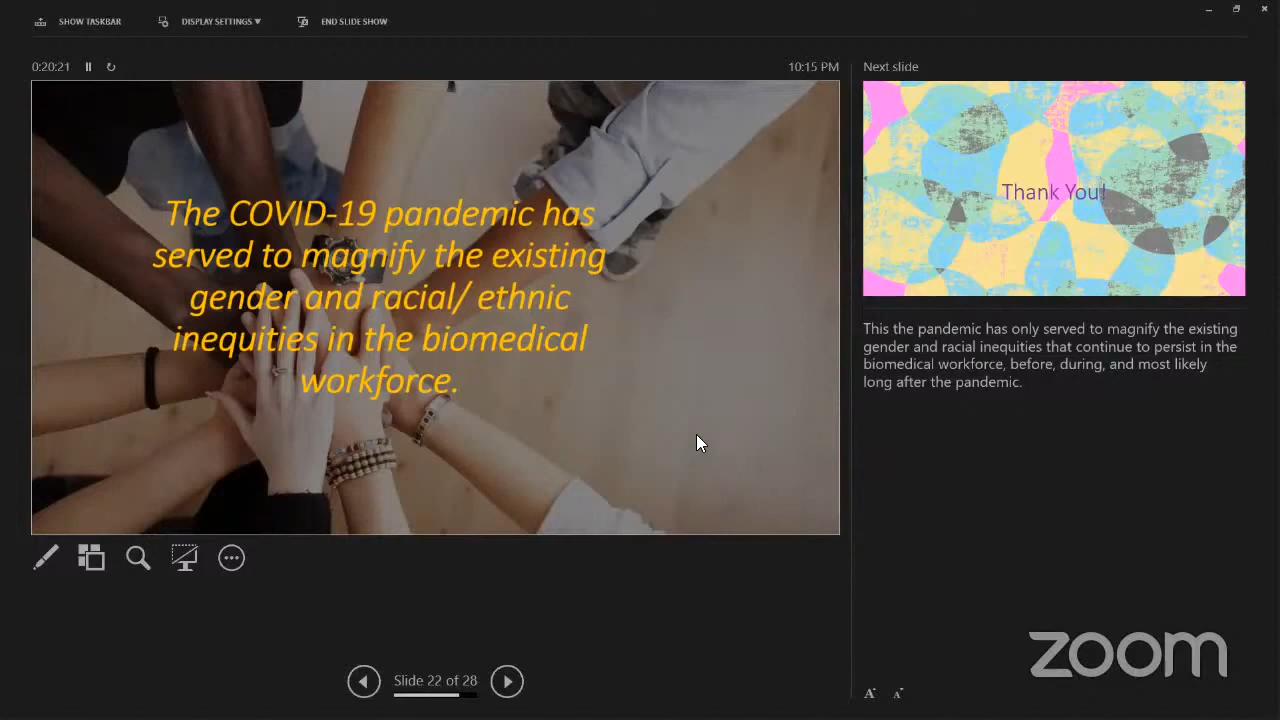 SHOW TASKBAR
DISPLAY SETTINGS ▼
END SLIDE SHOW
0:20:21
10:15 PM
The COVID-19 pandemic has
served to magnify the existing
gender and racial/ ethnic
inequities in the biomedical
workforce.
Next slide
Thank You!
This the pandemic has only served to magnify the existing
gender and racial inequities that continue to persist in the
biomedical workforce, before, during, and most likely
long after the pandemic.
Slide 22 of 28
A A
zoom